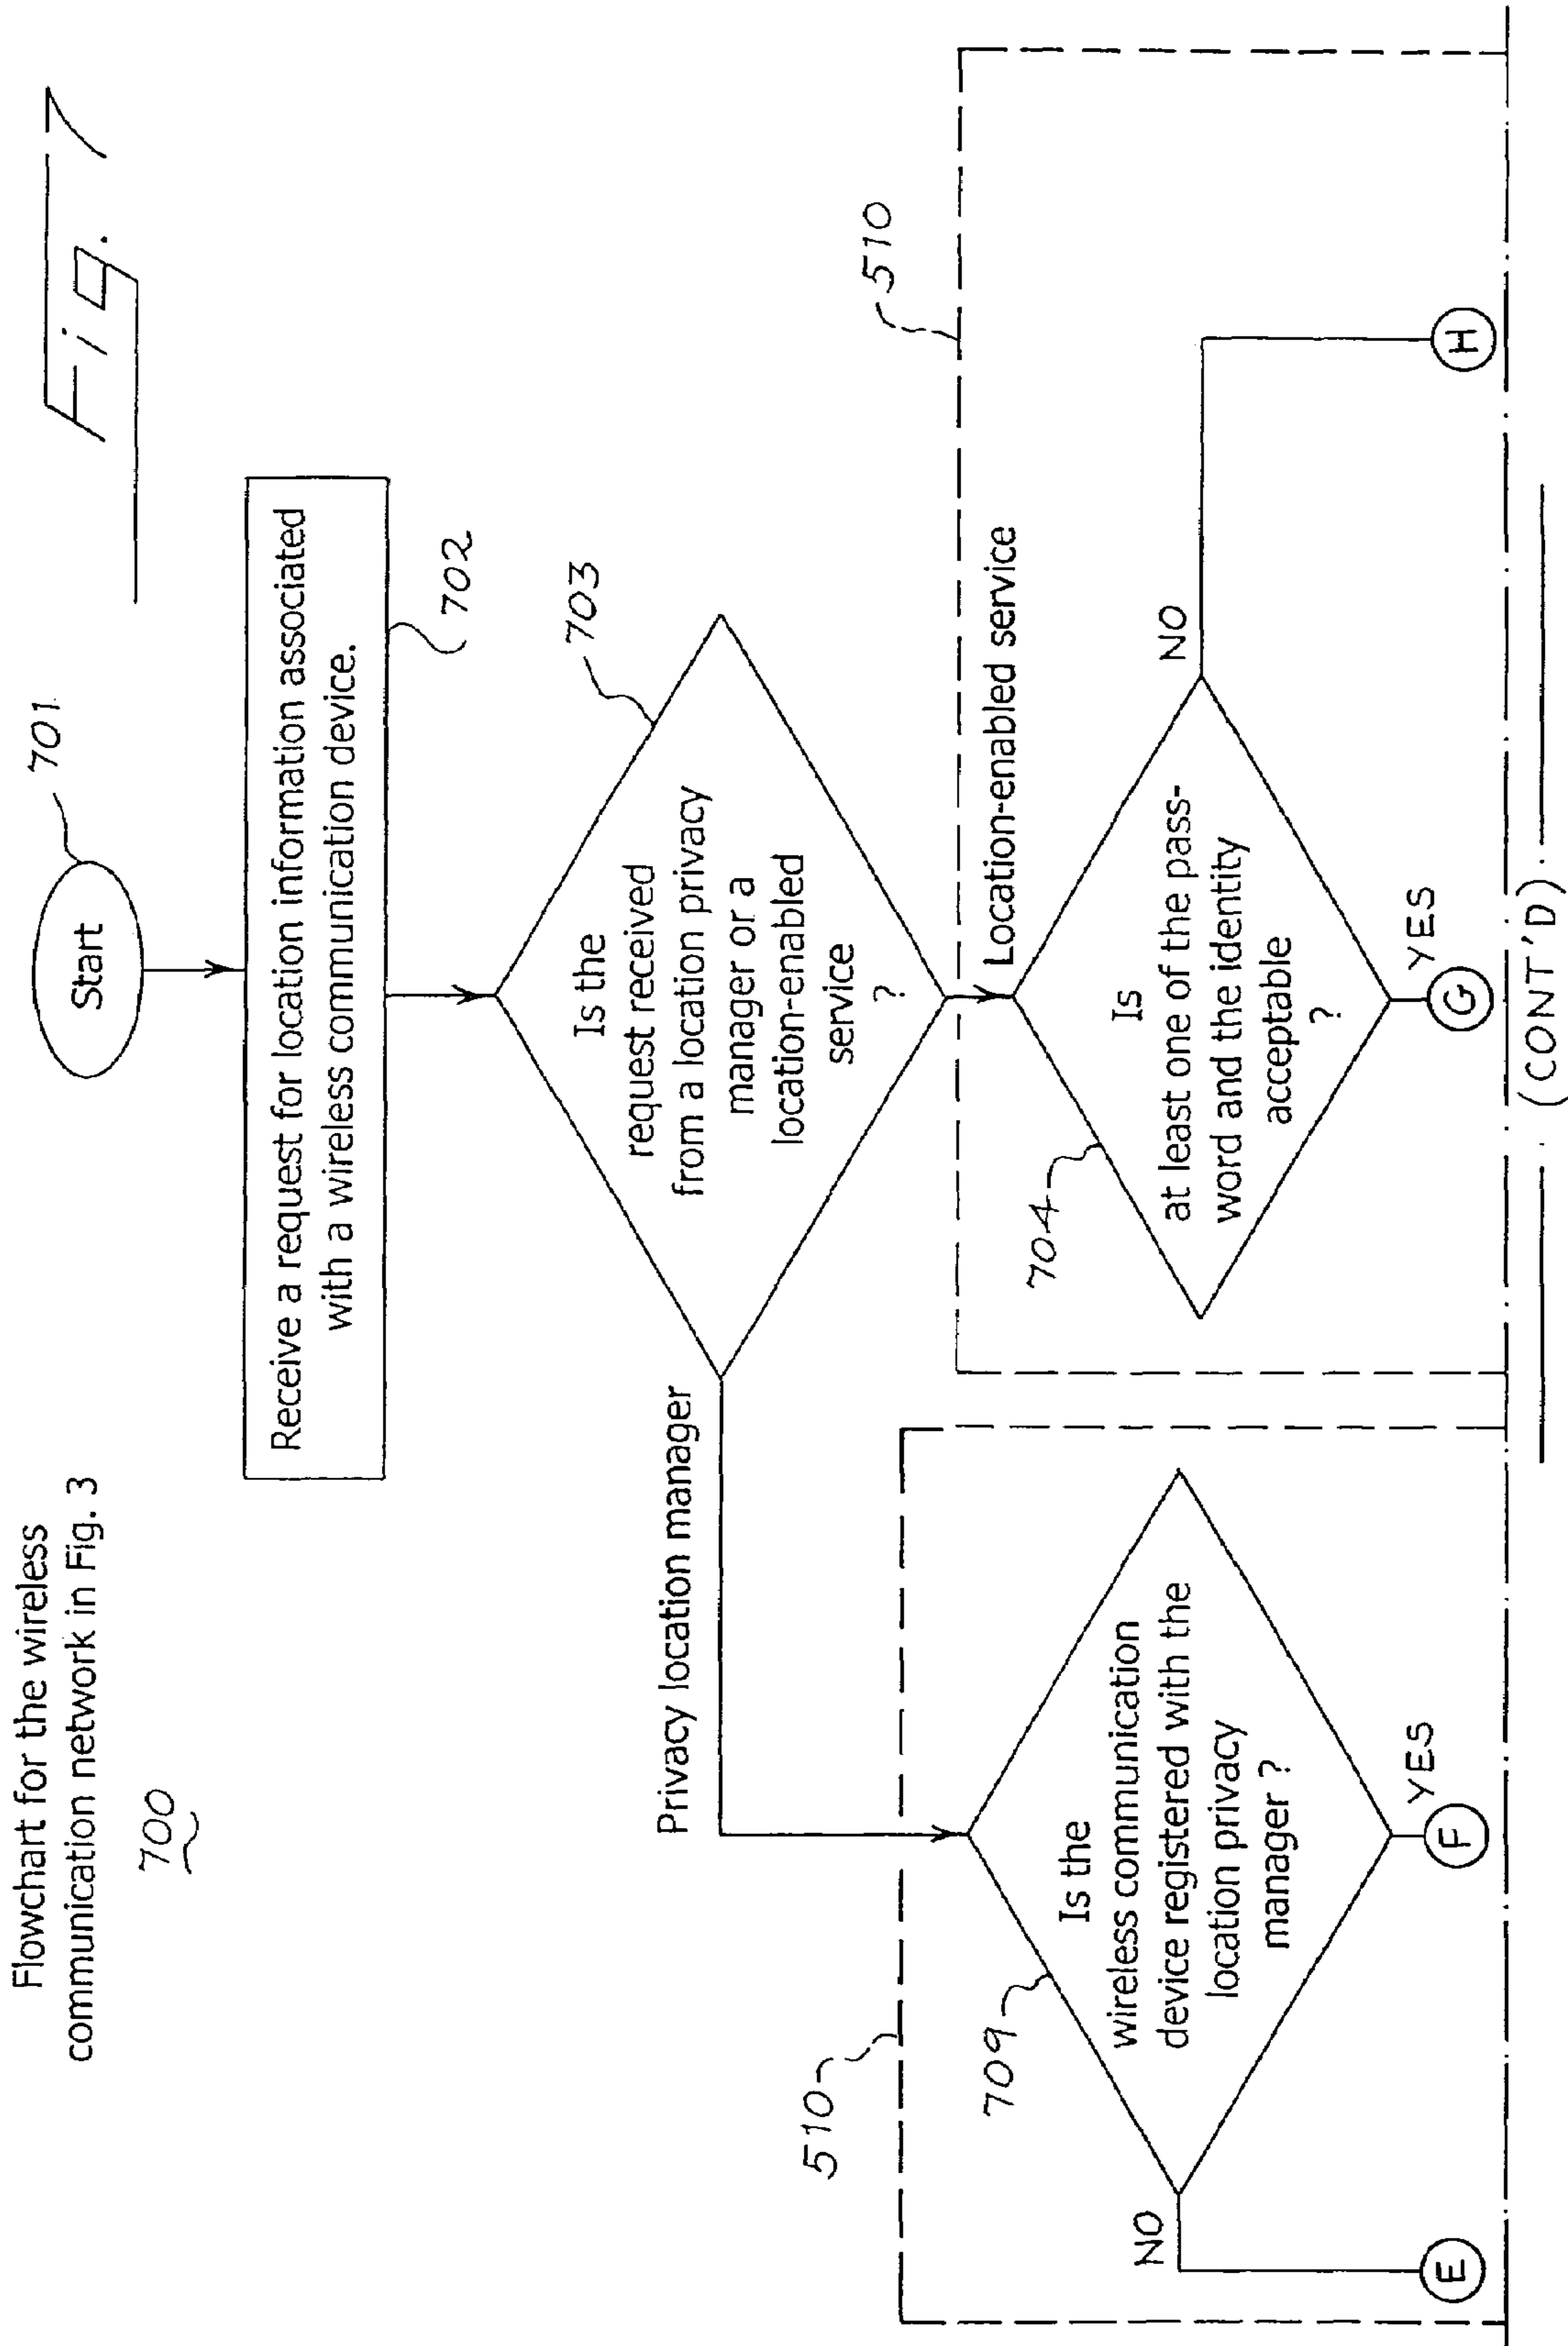 Flowchart for the wireless
communication network in Fig. 3
700
Fig. 7
Start
701
Receive a request for location information associated
with a wireless communication device.
702
Is the
request received
from a location privacy
manager or a
location-enabled
service
?
703
Privacy location manager
Location-enabled service
510
510
Is the
wireless communication
device registered with the
location privacy
manager ?
709
NO
E
YES
F
Is
at least one of the pass-
word and the identity
acceptable
?
704
NO
H
YES
G
(CONT'D)